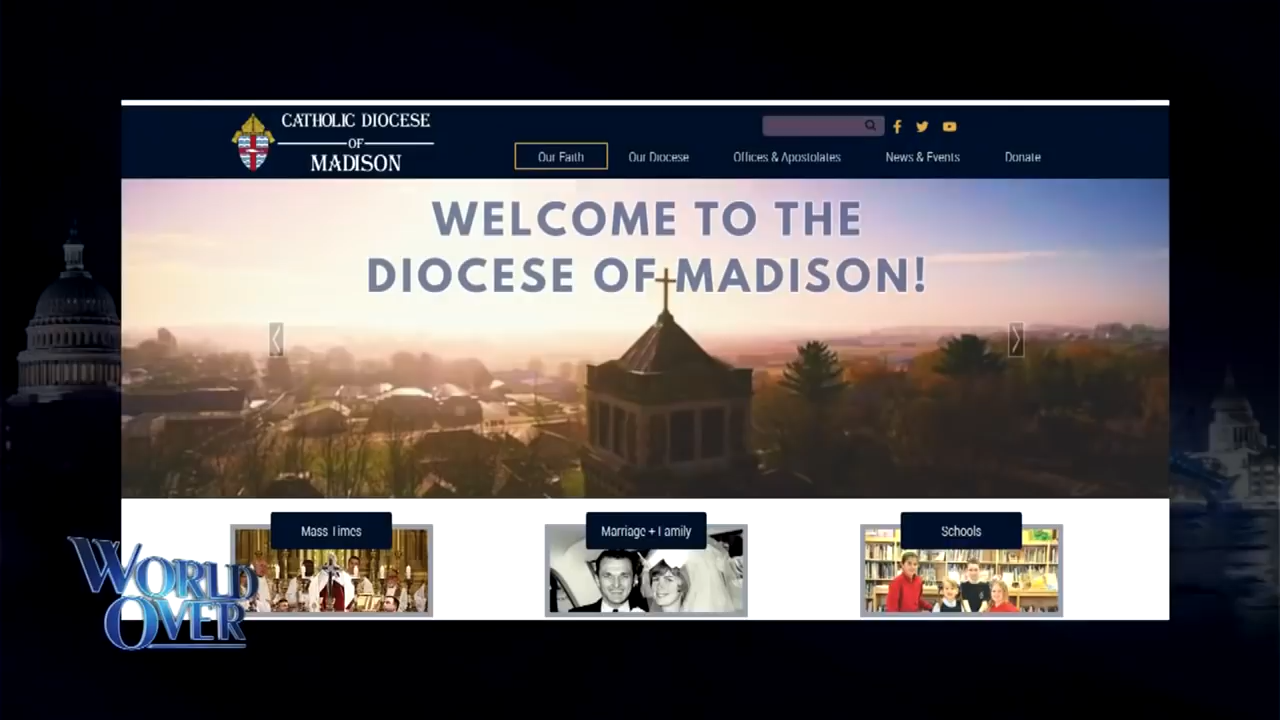 CATHOLIC DIOCESE
OF
MADISON
Our Faith
Our Diocese
Offices & Apostolates
News & Events
Donate
WELCOME TO THE
DIOCESE OF MADISON!
Mass Times
Marriage + Family
Schools
WORLD
OVER